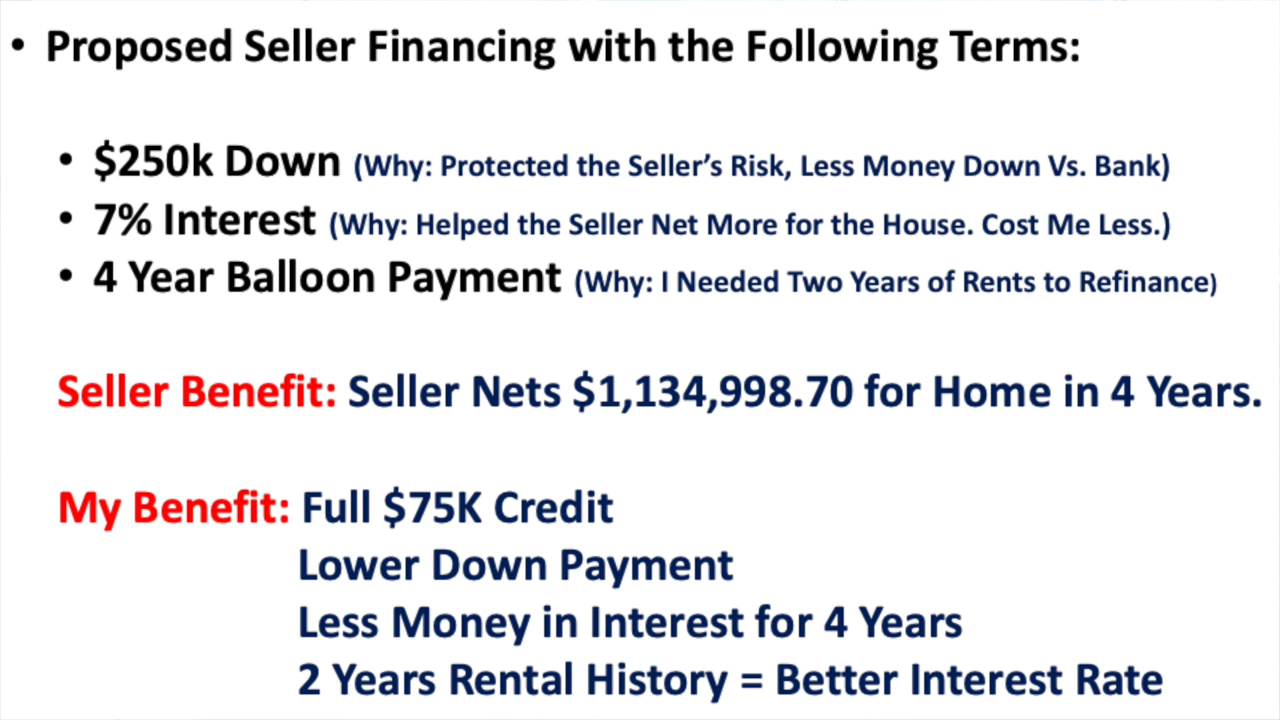 • Proposed Seller Financing with the Following Terms:
• $250k Down (Why: Protected the Seller’s Risk, Less Money Down Vs. Bank)
• 7% Interest (Why: Helped the Seller Net More for the House. Cost Me Less.)
• 4 Year Balloon Payment (Why: I Needed Two Years of Rents to Refinance)
Seller Benefit: Seller Nets $1,134,998.70 for Home in 4 Years.
My Benefit: Full $75K Credit
Lower Down Payment
Less Money in Interest for 4 Years
2 Years Rental History = Better Interest Rate